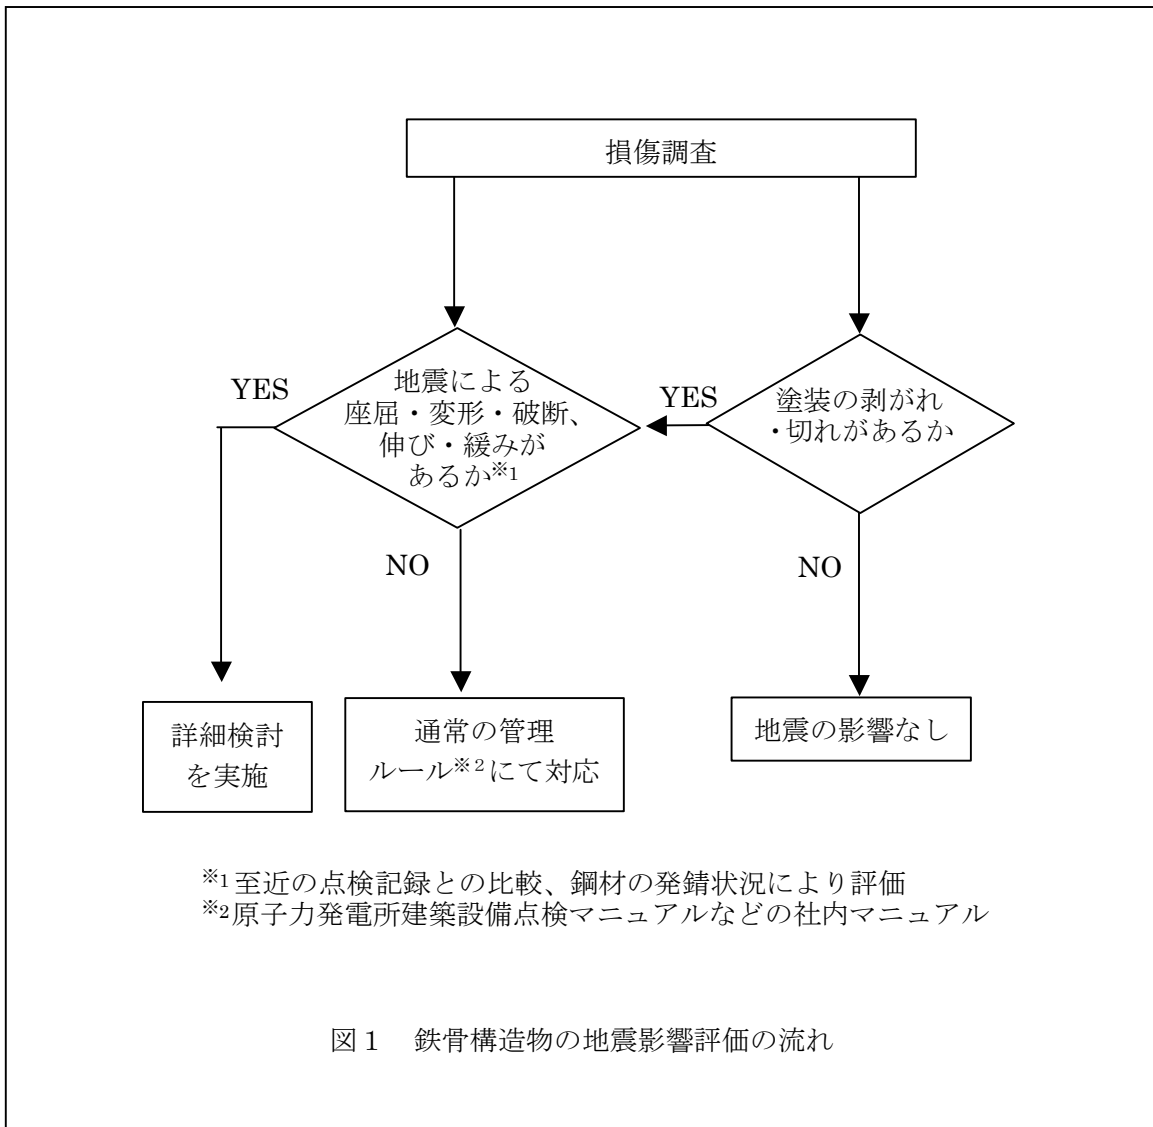 損傷調査
YES
地震による
座屈・変形・破断、
伸び・緩みが
あるか※1
YES
塗装の剥がれ
・切れがあるか
NO
NO
詳細検討
を実施
通常の管理
ルール※2にて対応
地震の影響なし
※1至近の点検記録との比較、鋼材の発錆状況により評価
※2原子力発電所建築設備点検マニュアルなどの社内マニュアル
図1 鉄骨構造物の地震影響評価の流れ